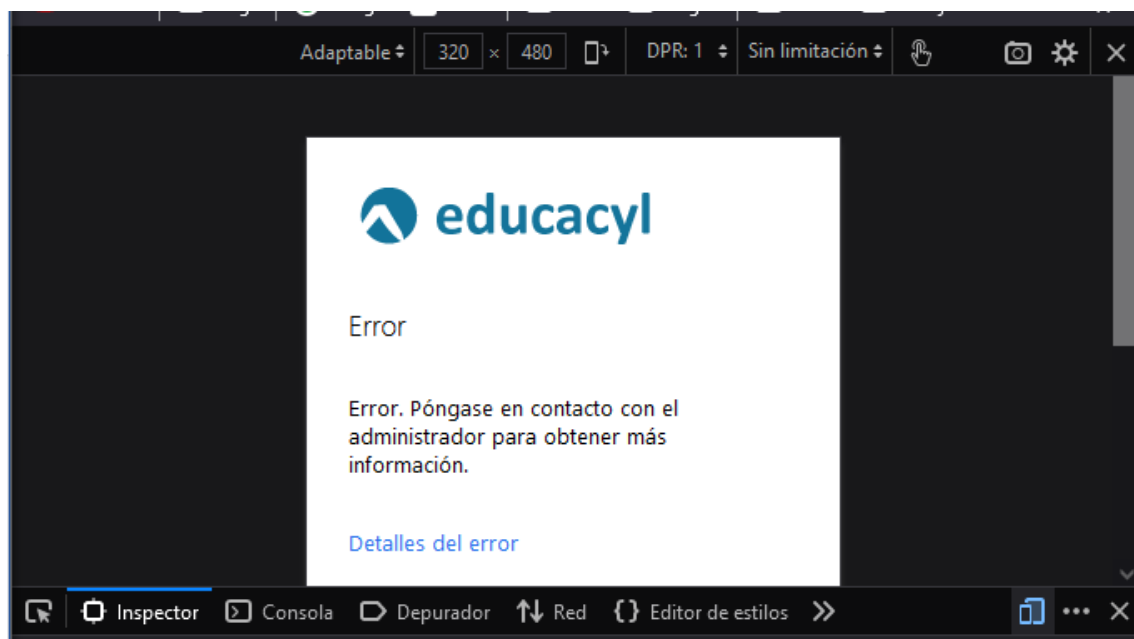 Adaptable 320 × 480 DPR: 1 Sin limitación
educacyl
Error
Error. Póngase en contacto con el
administrador para obtener más
información.
Detalles del error
Inspector Consola Depurador Red {} Editor de estilos